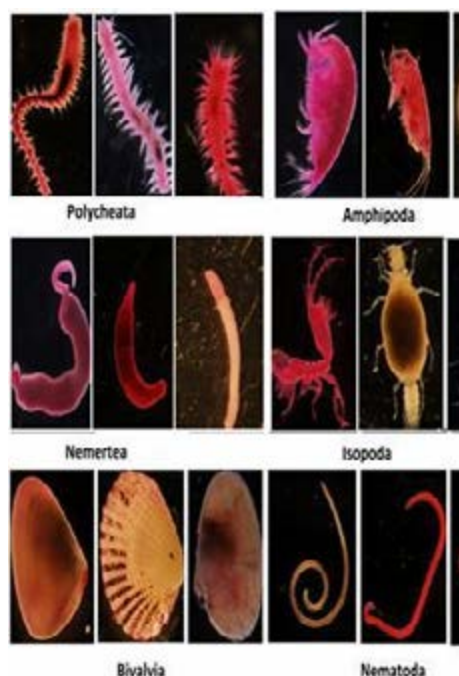 Polycheata
Amphipoda
Nemertea
Isopoda
Bivalvia
Nematoda